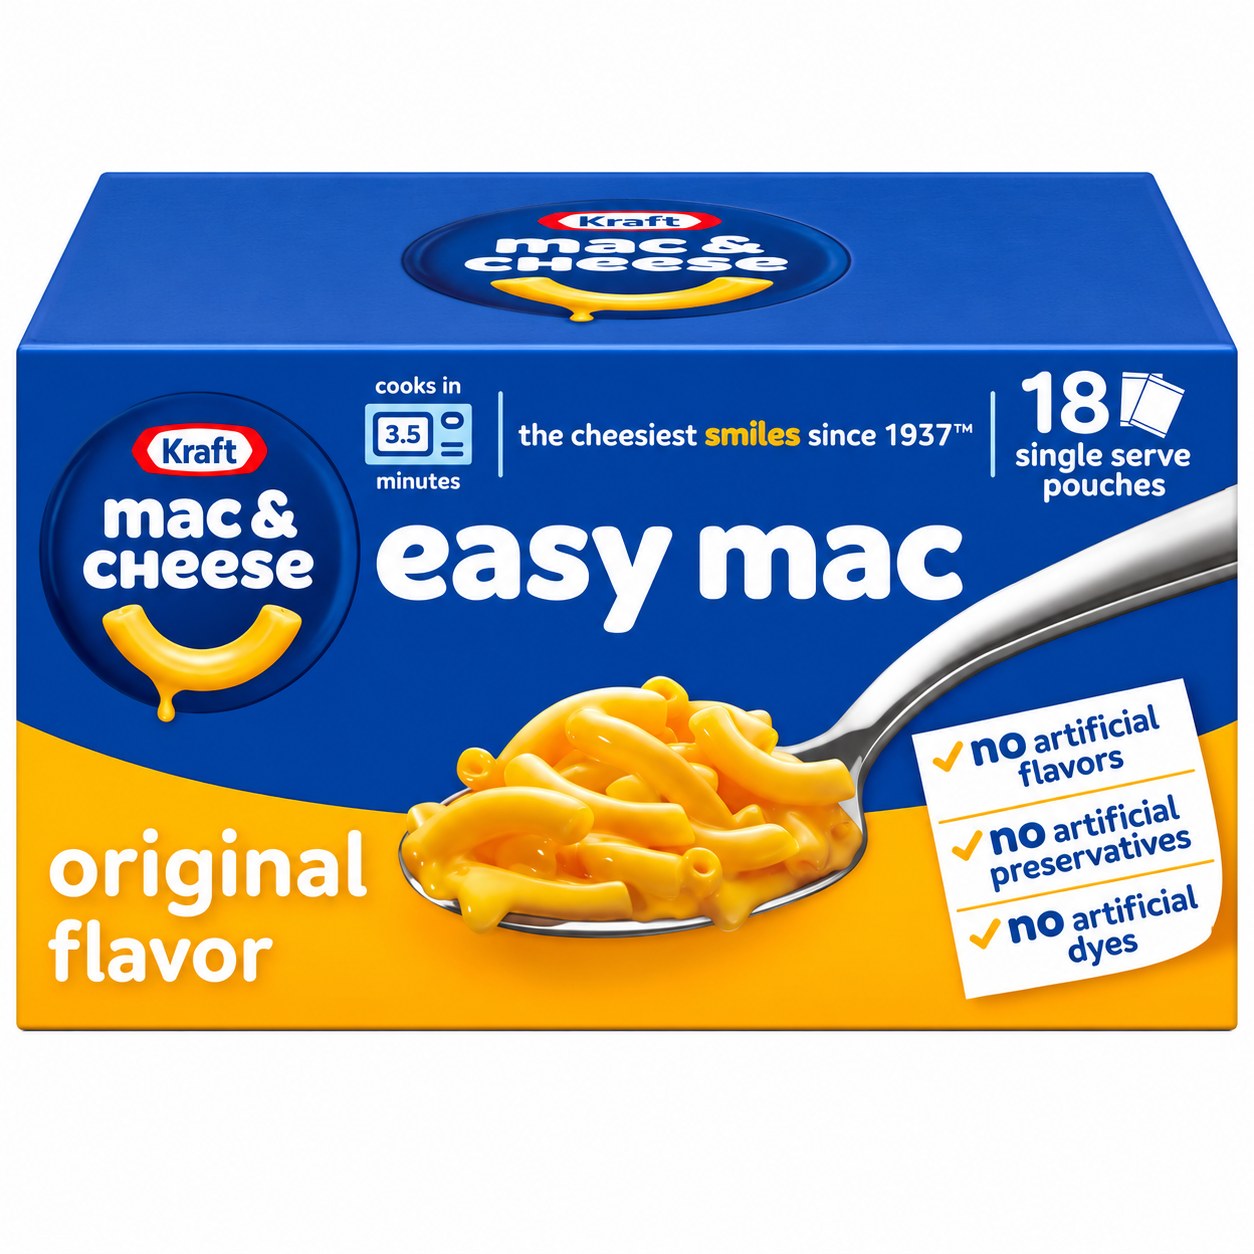 Kraft
mac &
cheese
Kraft
mac &
cheese
cooks in
3.5
minutes
the cheesiest smiles since 1937™
18
single serve
pouches
easy mac
original
flavor
no artificial
flavors
no artificial
preservatives
no artificial
dyes